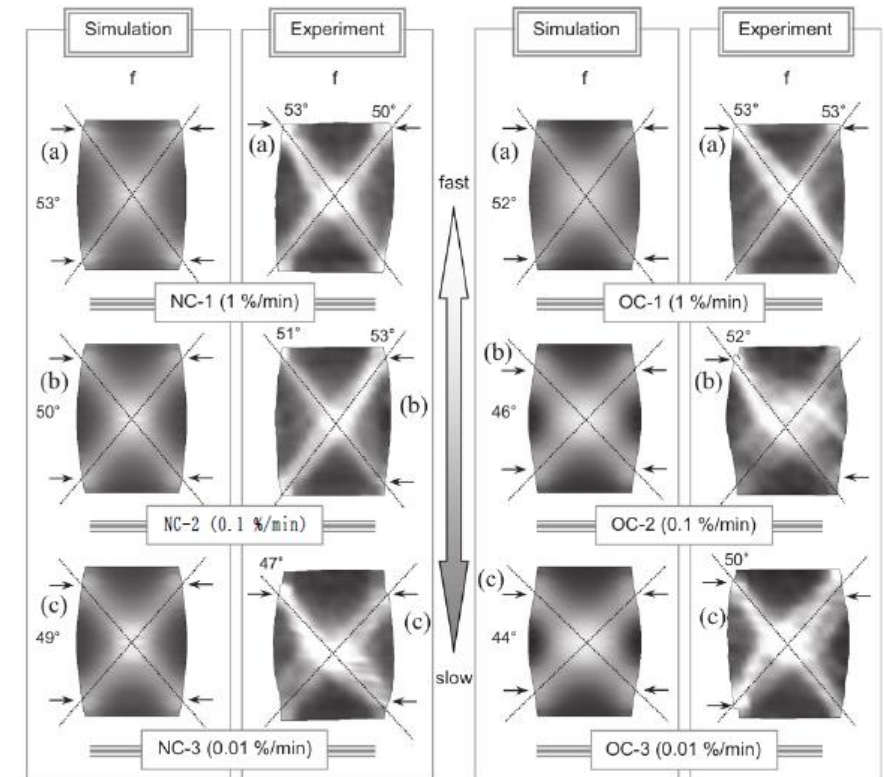 Simulation
Experiment
Simulation
Experiment
f
f
f
f
53°
50°
53°
53°
(a)
(a)
(a)
(a)
53°
fast
52°
NC-1 (1 %/min)
OC-1 (1 %/min)
51°
53°
52°
(b)
(b)
(b)
(b)
50°
46°
NC-2 (0.1 %/min)
OC-2 (0.1 %/min)
47°
50°
(c)
(c)
(c)
(c)
49°
44°
slow
NC-3 (0.01 %/min)
OC-3 (0.01 %/min)